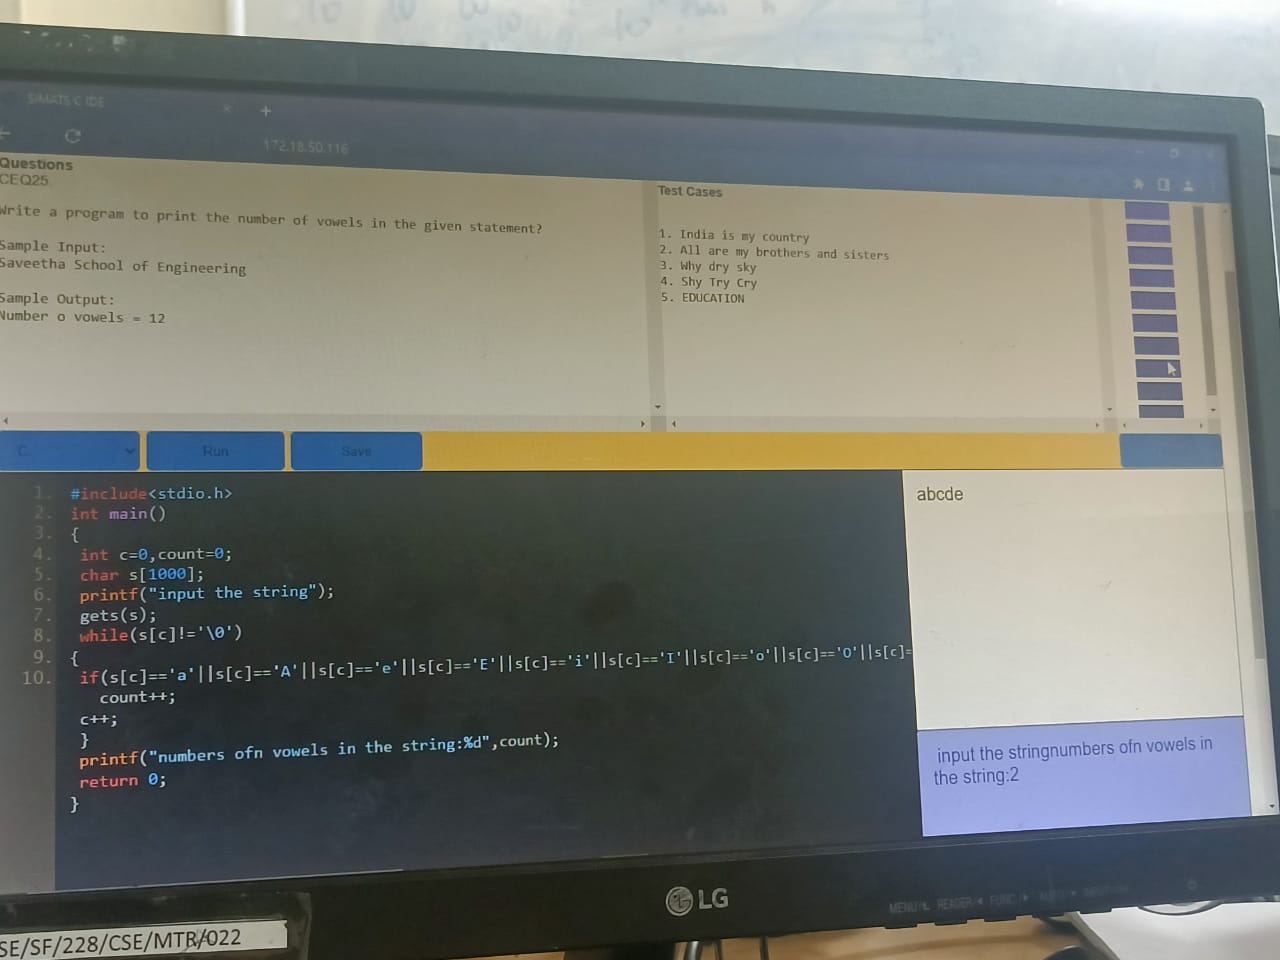 SIMATS C IDE
172.18.50.116
Questions
CEQ25
Write a program to print the number of vowels in the given statement?
Sample Input:
Saveetha School of Engineering
Sample Output:
Number o vowels = 12
Test Cases
1. India is my country
2. All are my brothers and sisters
3. Why dry sky
4. Shy Try Cry
5. EDUCATION
C
Run
Save
1. #include<stdio.h>
2. int main()
3. {
4. int c=0,count=0;
5. char s[1000];
6. printf("input the string");
7. gets(s);
8. while(s[c]!='\0')
9. {
10. if(s[c]=='a'||s[c]=='A'||s[c]=='e'||s[c]=='E'||s[c]=='i'||s[c]=='I'||s[c]=='o'||s[c]=='O'||s[c]=
count++;
c++;
}
printf("numbers ofn vowels in the string:%d",count);
return 0;
}
abcde
input the stringnumbers ofn vowels in
the string:2
LG
MENU READER FUNC AUTO
SE/SF/228/CSE/MTR/022